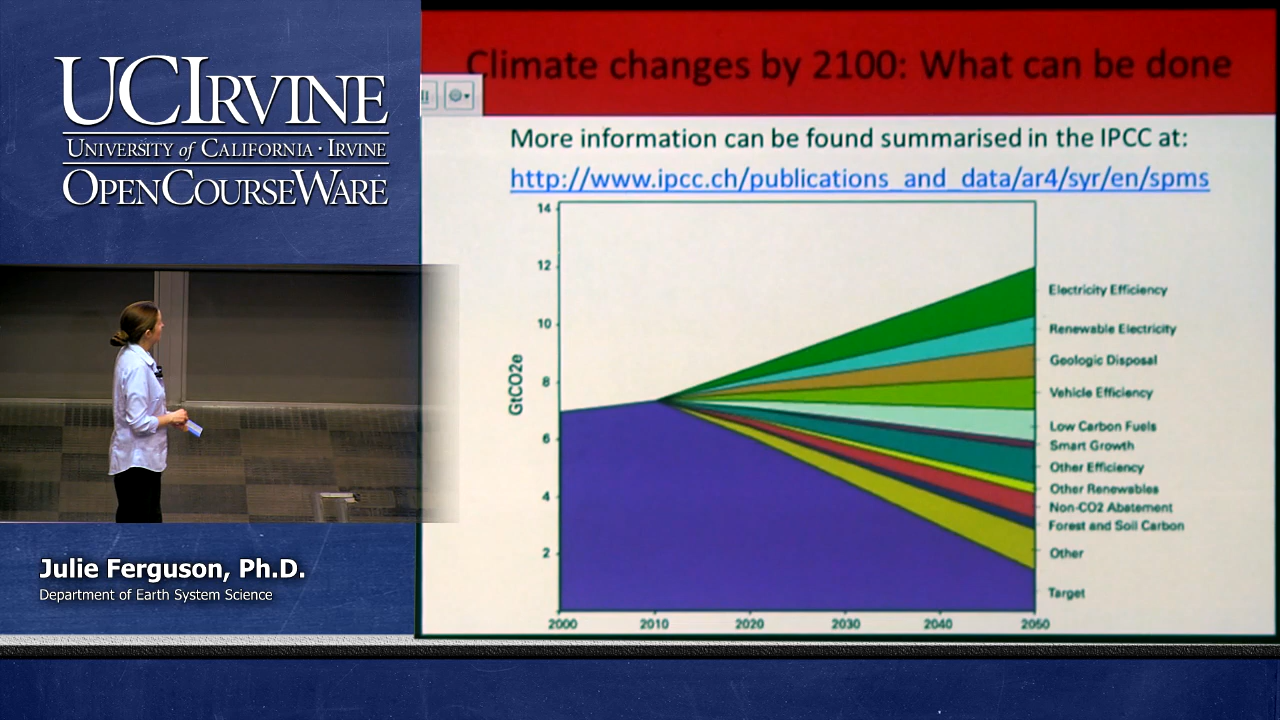 UCIRVINE
UNIVERSITY of CALIFORNIA · IRVINE
OPENCOURSEWARE
Julie Ferguson, Ph.D.
Department of Earth System Science
Climate changes by 2100: What can be done
More information can be found summarised in the IPCC at:
http://www.ipcc.ch/publications_and_data/ar4/syr/en/spms
GtCO2e
14
12
10
8
6
4
2
2000 2010 2020 2030 2040 2050
Electricity Efficiency
Renewable Electricity
Geologic Disposal
Vehicle Efficiency
Low Carbon Fuels
Smart Growth
Other Efficiency
Other Renewables
Non-CO2 Abatement
Forest and Soil Carbon
Other
Target